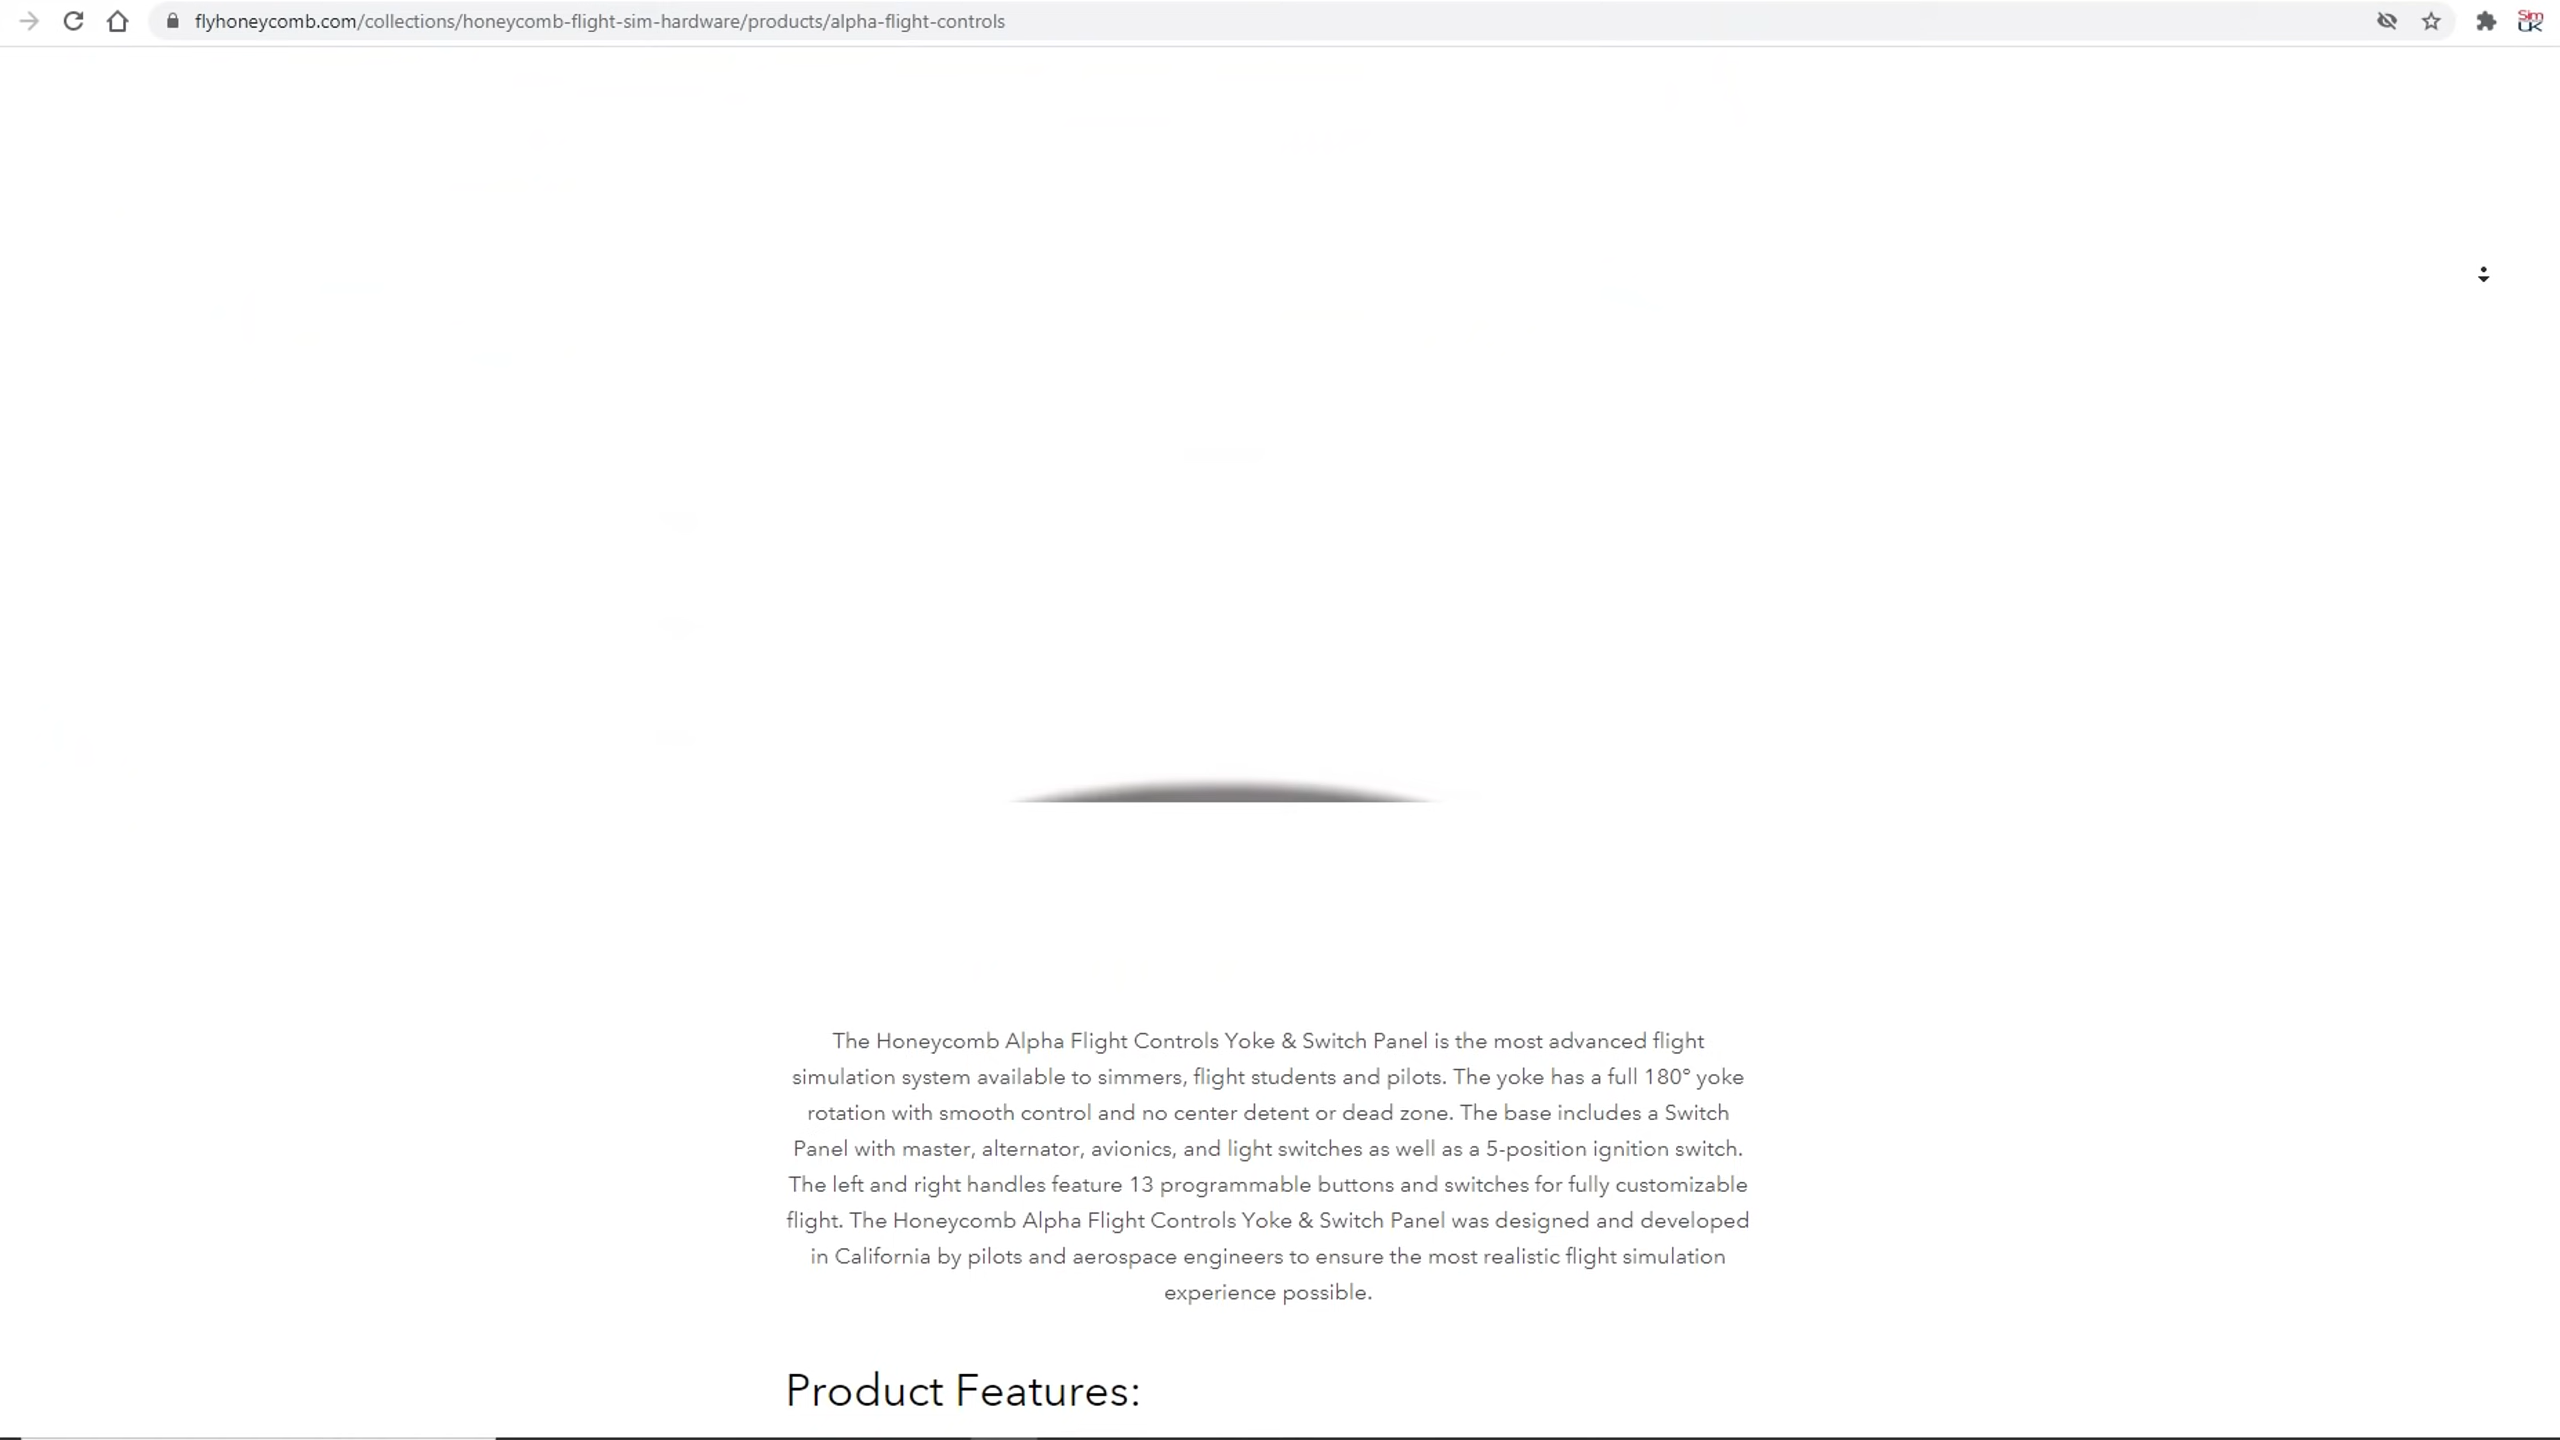 flyhoneycomb.com/collections/honeycomb-flight-sim-hardware/products/alpha-flight-controls
Sim
UK
The Honeycomb Alpha Flight Controls Yoke & Switch Panel is the most advanced flight
simulation system available to simmers, flight students and pilots. The yoke has a full 180° yoke
rotation with smooth control and no center detent or dead zone. The base includes a Switch
Panel with master, alternator, avionics, and light switches as well as a 5-position ignition switch.
The left and right handles feature 13 programmable buttons and switches for fully customizable
flight. The Honeycomb Alpha Flight Controls Yoke & Switch Panel was designed and developed
in California by pilots and aerospace engineers to ensure the most realistic flight simulation
experience possible.
Product Features: